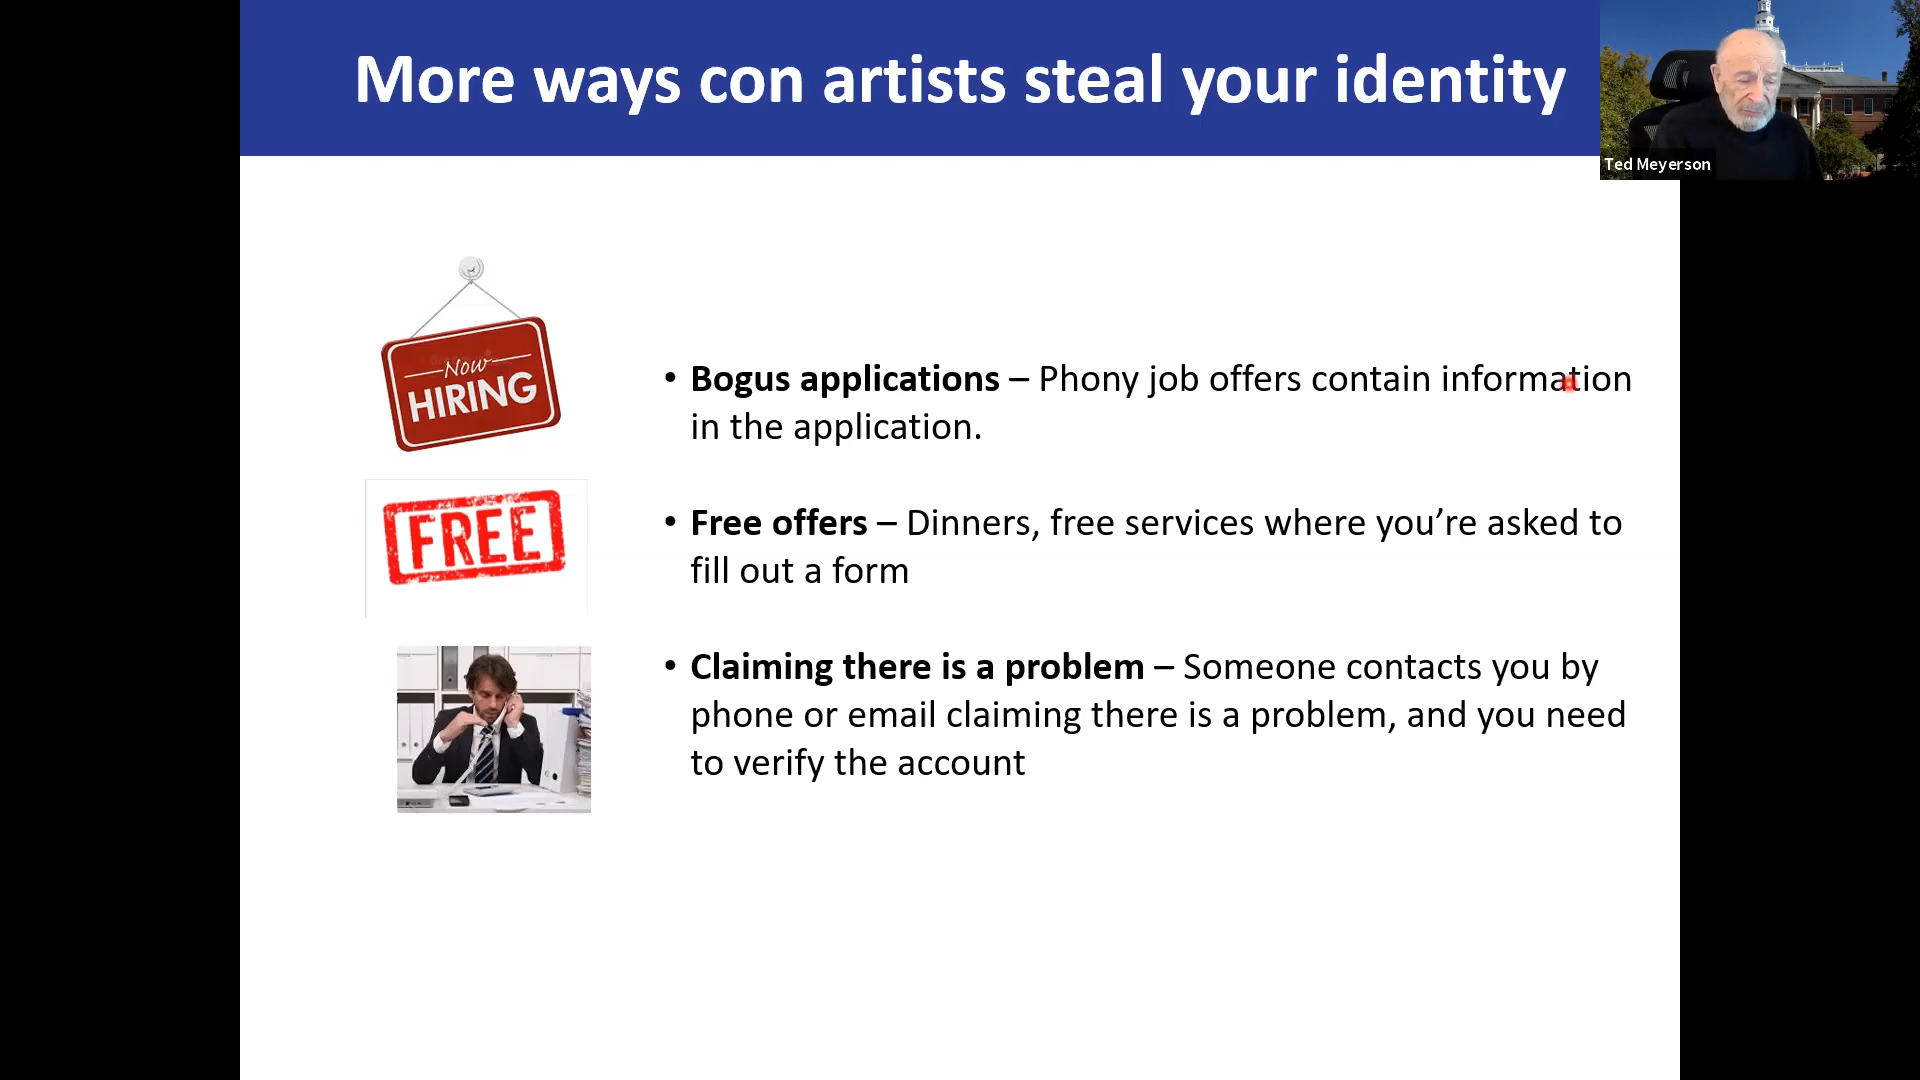 More ways con artists steal your identity
Ted Meyerson
Now
HIRING
• Bogus applications – Phony job offers contain information
in the application.
FREE
• Free offers – Dinners, free services where you’re asked to
fill out a form
• Claiming there is a problem – Someone contacts you by
phone or email claiming there is a problem, and you need
to verify the account